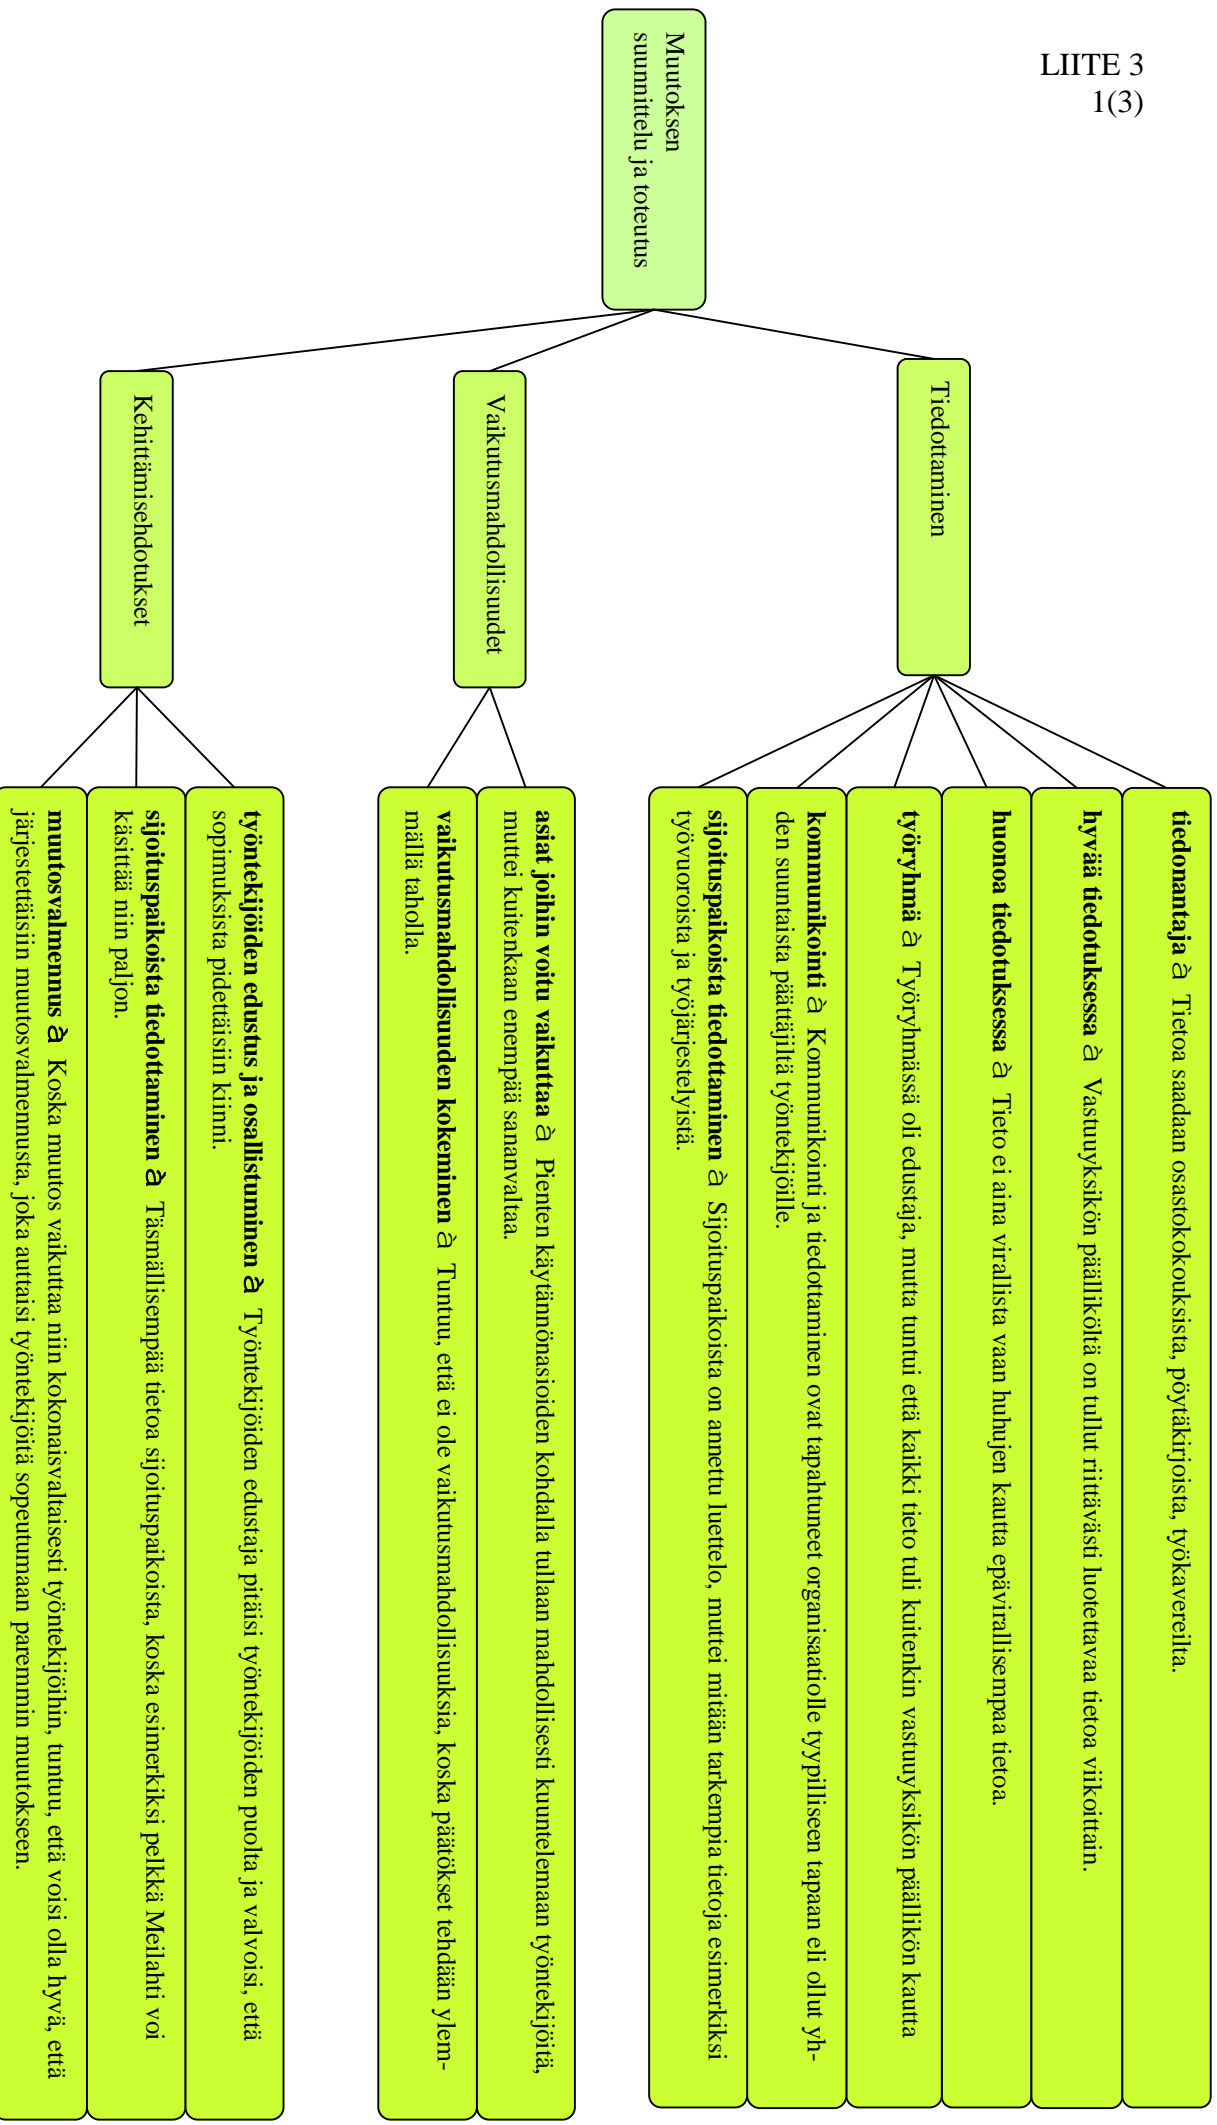 LIITE 3
1(3)
Muutoksen
suunnittelu ja toteutus
Tiedottaminen
tiedonantaja à Tietoa saadaan osastokokouksista, pöytäkirjoista, työkavereilta.
hyvää tiedotuksessa à Vastuuyksikön päälliköltä on tullut riittävästi luotettavaa tietoa viikoittain.
huonoa tiedotuksessa à Tieto ei aina virallista vaan huhujen kautta epävirallisempaa tietoa.
työryhmä à Työryhmässä oli edustaja, mutta tuntui että kaikki tieto tuli kuitenkin vastuuyksikön päällikön kautta
kommunikointi à Kommunikointi ja tiedottaminen ovat tapahtuneet organisaatiolle tyypilliseen tapaan eli ollut yh-
den suuntaista päättäjiltä työntekijöille.
sijoituspaikoista tiedottaminen à Sijoituspaikoista on annettu luettelo, muttei mitään tarkempia tietoja esimerkiksi
työvuoroista ja työjärjestelyistä.
Vaikutusmahdollisuudet
asiat joihin voitu vaikuttaa à Pienten käytännönasioiden kohdalla tullaan mahdollisesti kuuntelemaan työntekijöitä,
muttei kuitenkaan enempää sananvaltaa.
vaikutusmahdollisuuden kokeminen à Tuntuu, että ei ole vaikutusmahdollisuuksia, koska päätökset tehdään ylem-
mällä taholla.
Kehittämisehdotukset
työntekijöiden edustus ja osallistuminen à Työntekijöiden edustaja pitäisi työntekijöiden puolta ja valvoisi, että
sopimuksista pidettäisiin kiinni.
sijoituspaikoista tiedottaminen à Täsmällisempää tietoa sijoituspaikoista, koska esimerkiksi pelkkä Meilahti voi
käsittää niin paljon.
muutosvalmennus à Koska muutos vaikuttaa niin kokonaisvaltaisesti työntekijöihin, tuntuu, että voisi olla hyvä, että
järjestettäisiin muutosvalmennusta, joka auttaisi työntekijöitä sopeutumaan paremmin muutokseen.